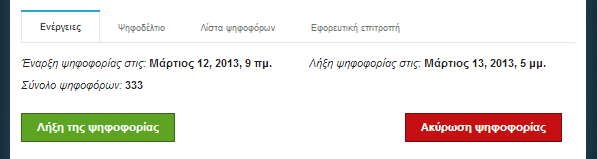 Ενέργειες Ψηφοδέλτιο Λίστα ψηφοφόρων Εφορευτική επιτροπή
Έναρξη ψηφοφορίας στις: Μάρτιος 12, 2013, 9 πμ. Λήξη ψηφοφορίας στις: Μάρτιος 13, 2013, 5 μμ.
Σύνολο ψηφοφόρων: 333
Λήξη της ψηφοφορίας Ακύρωση ψηφοφορίας